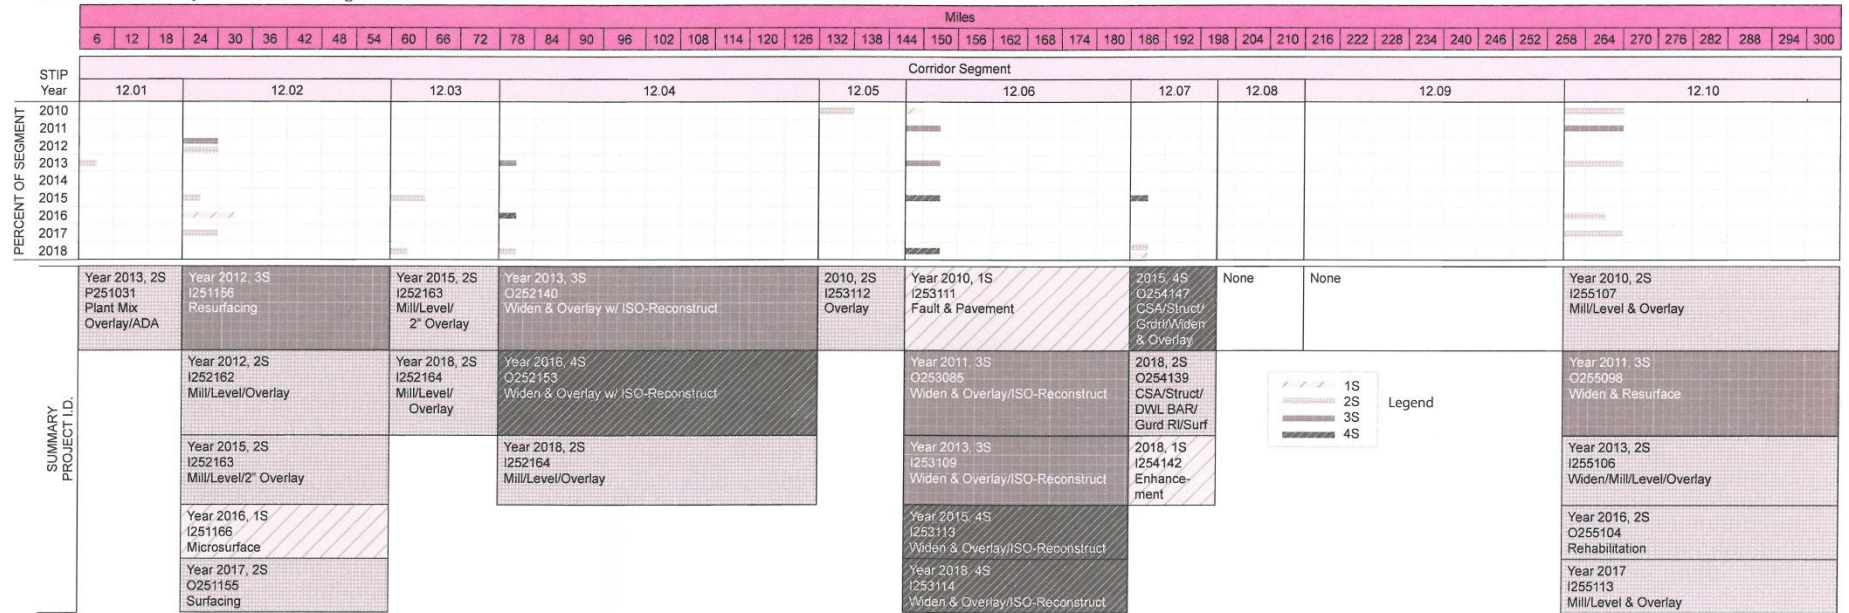 Miles
6 12 18 24 30 36 42 48 54 60 66 72 78 84 90 96 102 108 114 120 126 132 138 144 150 156 162 168 174 180 186 192 198 204 210 216 222 228 234 240 246 252 258 264 270 276 282 288 294 300
Corridor Segment
STIP
Year
12.01 12.02 12.03 12.04 12.05 12.06 12.07 12.08 12.09 12.10
PERCENT OF SEGMENT
2010
2011
2012
2013
2014
2015
2016
2017
2018
SUMMARY
PROJECT I.D.
Year 2013, 2S
P251031
Plant Mix
Overlay/ADA
Year 2012, 3S
I251156
Resurfacing
Year 2015, 2S
I252163
Mill/Level/
2" Overlay
Year 2013, 3S
O252140
Widen & Overlay w/ ISO-Reconstruct
2010, 2S
I253112
Overlay
Year 2010, 1S
I253111
Fault & Pavement
2015, 4S
O254147
CSA/Struct/
Grdrl/Widen
& Overlay
None
None
Year 2010, 2S
I255107
Mill/Level & Overlay
Year 2012, 2S
I252162
Mill/Level/Overlay
Year 2018, 2S
I252164
Mill/Level/
Overlay
Year 2016, 4S
O252153
Widen & Overlay w/ ISO-Reconstruct
Year 2011, 3S
O253085
Widen & Overlay/ISO-Reconstruct
2018, 2S
O254139
CSA/Struct/
DWL BAR/
Gurd Rl/Surf
1S
2S
3S
4S
Legend
Year 2011, 3S
O255098
Widen & Resurface
Year 2015, 2S
I252163
Mill/Level/2" Overlay
Year 2018, 2S
I252164
Mill/Level/Overlay
Year 2013, 3S
I253109
Widen & Overlay/ISO-Reconstruct
2018, 1S
I254142
Enhance-
ment
Year 2013, 2S
I255106
Widen/Mill/Level/Overlay
Year 2016, 1S
I251166
Microsurface
Year 2015, 4S
I253113
Widen & Overlay/ISO-Reconstruct
Year 2016, 2S
O255104
Rehabilitation
Year 2017, 2S
O251155
Surfacing
Year 2018, 4S
I253114
Widen & Overlay/ISO-Reconstruct
Year 2017
I255113
Mill/Level & Overlay